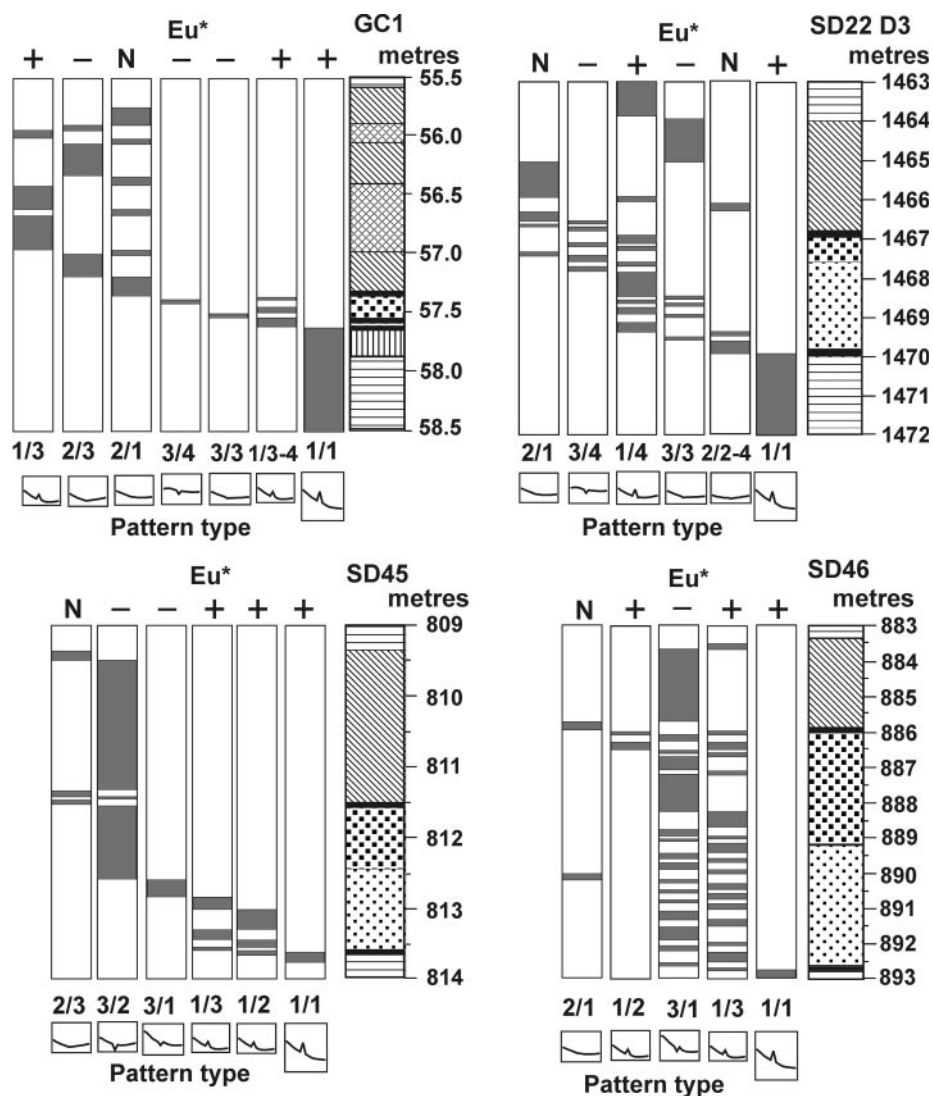 Eu* GC1
+ − N − − + + metres
55.5
56.0
56.5
57.0
57.5
58.0
58.5
1/3 2/3 2/1 3/4 3/3 1/3-4 1/1
Pattern type
Eu* SD22 D3
N − + − N + metres
1463
1464
1465
1466
1467
1468
1469
1470
1471
1472
2/1 3/4 1/4 3/3 2/2-4 1/1
Pattern type
Eu* SD45
N − − + + + metres
809
810
811
812
813
814
2/3 3/2 3/1 1/3 1/2 1/1
Pattern type
Eu* SD46
N + − + + metres
883
884
885
886
887
888
889
890
891
892
893
2/1 1/2 3/1 1/3 1/1
Pattern type